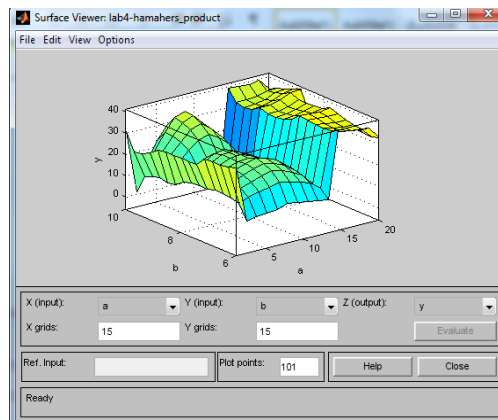 Surface Viewer: lab4-hamahers_product
File Edit View Options
40
30
20
10
0
y
10
8
6
b
5
10
15
20
a
X (input): a Y (input): b Z (output): y
X grids: 15 Y grids: 15 Evaluate
Ref. Input: Plot points: 101 Help Close
Ready